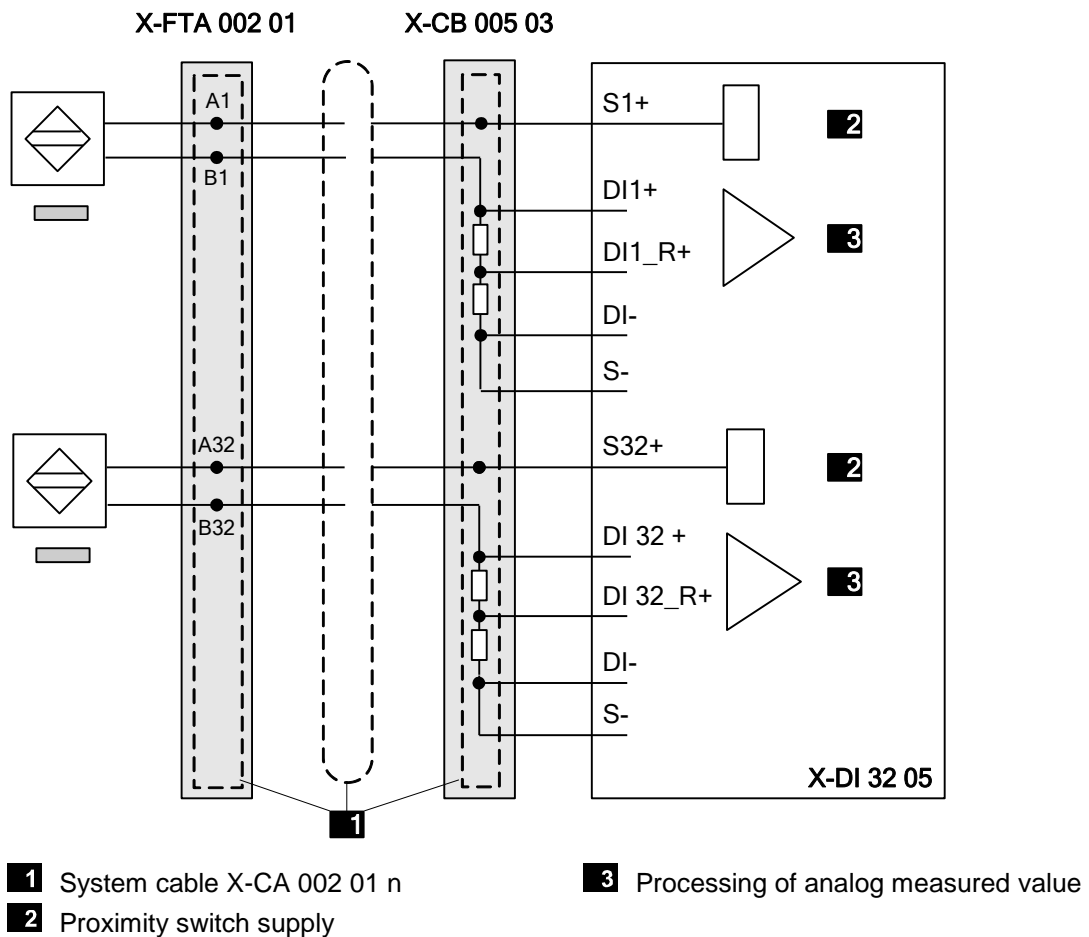 X-FTA 002 01 X-CB 005 03
A1
B1
S1+
2
DI1+
DI1_R+
3
DI-
S-
A32
B32
S32+
2
DI 32 +
DI 32_R+
3
DI-
S-
X-DI 32 05
1
1 System cable X-CA 002 01 n
2 Proximity switch supply
3 Processing of analog measured value